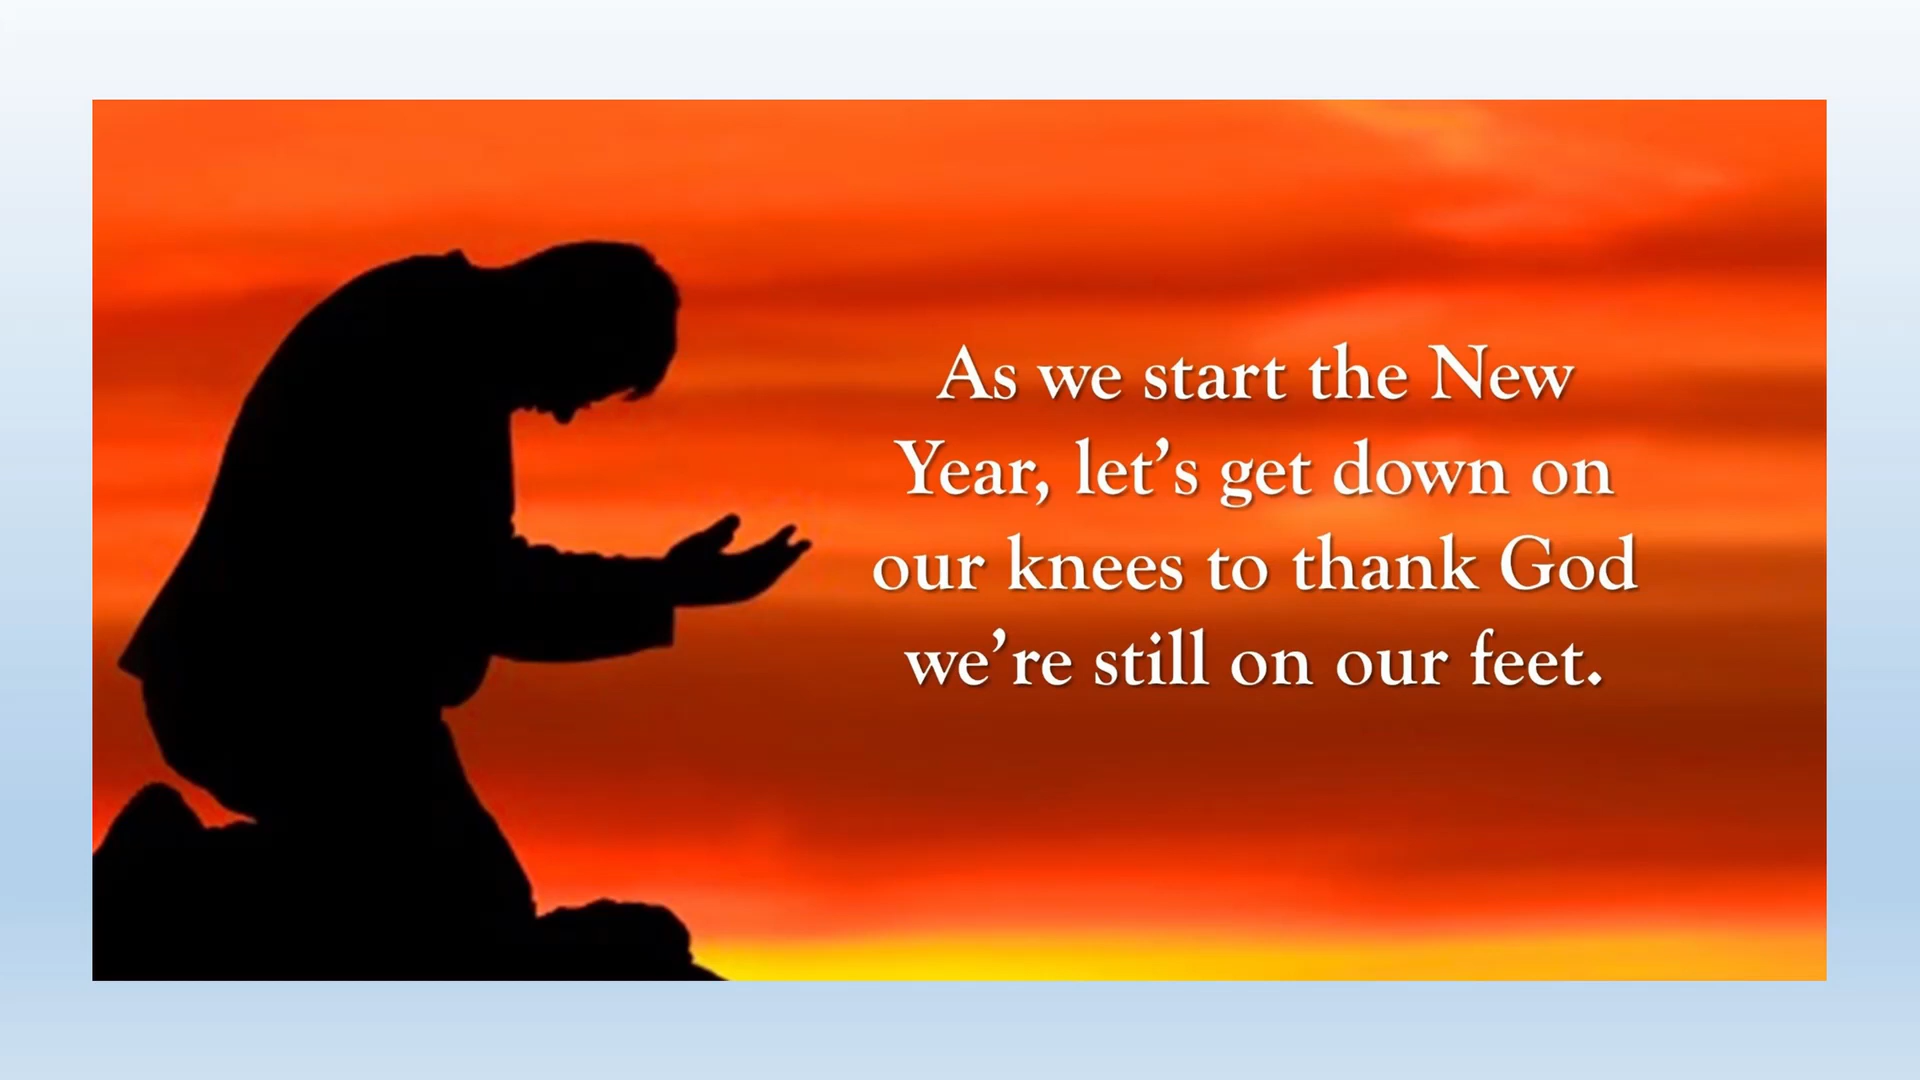 As we start the New
Year, let’s get down on
our knees to thank God
we’re still on our feet.